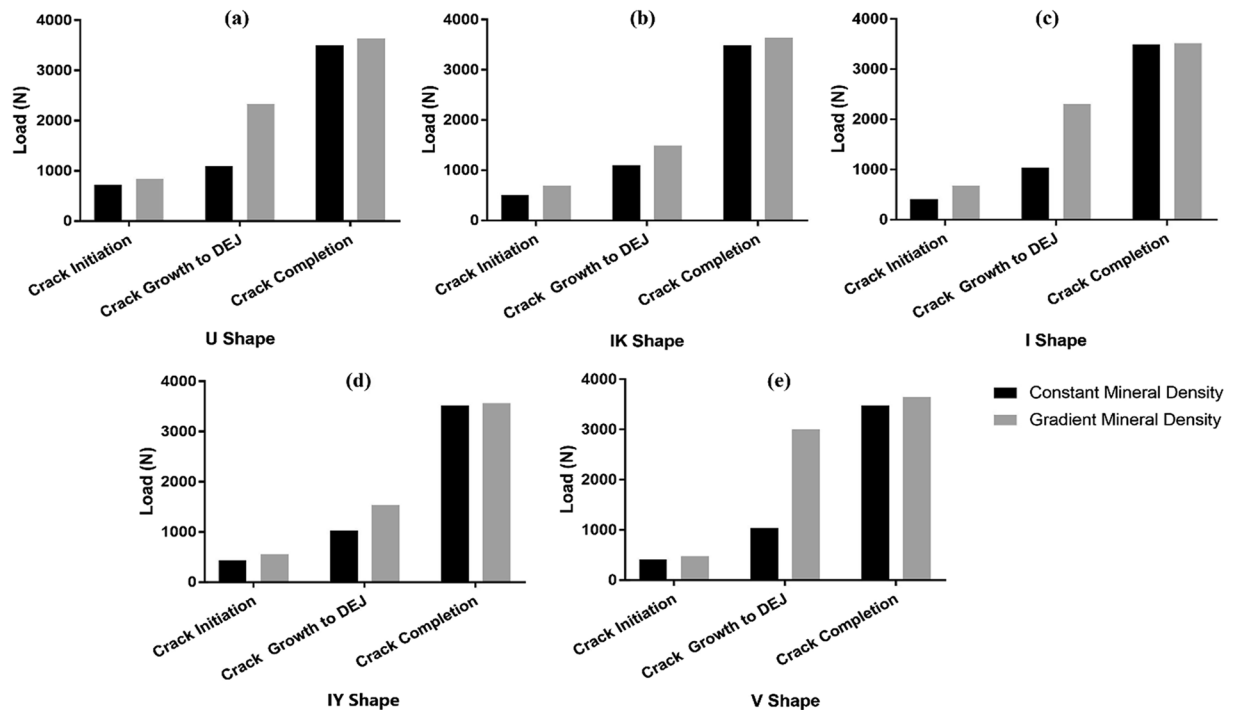 (a)
Load (N)
4000
3000
2000
1000
0
Crack Initiation
Crack Growth to DEJ
Crack Completion
U Shape
(b)
Load (N)
4000
3000
2000
1000
0
Crack Initiation
Crack Growth to DEJ
Crack Completion
IK Shape
(c)
Load (N)
4000
3000
2000
1000
0
Crack Initiation
Crack Growth to DEJ
Crack Completion
I Shape
(d)
Load (N)
4000
3000
2000
1000
0
Crack Initiation
Crack Growth to DEJ
Crack Completion
IY Shape
(e)
Load (N)
4000
3000
2000
1000
0
Crack Initiation
Crack Growth to DEJ
Crack Completion
V Shape
Constant Mineral Density
Gradient Mineral Density